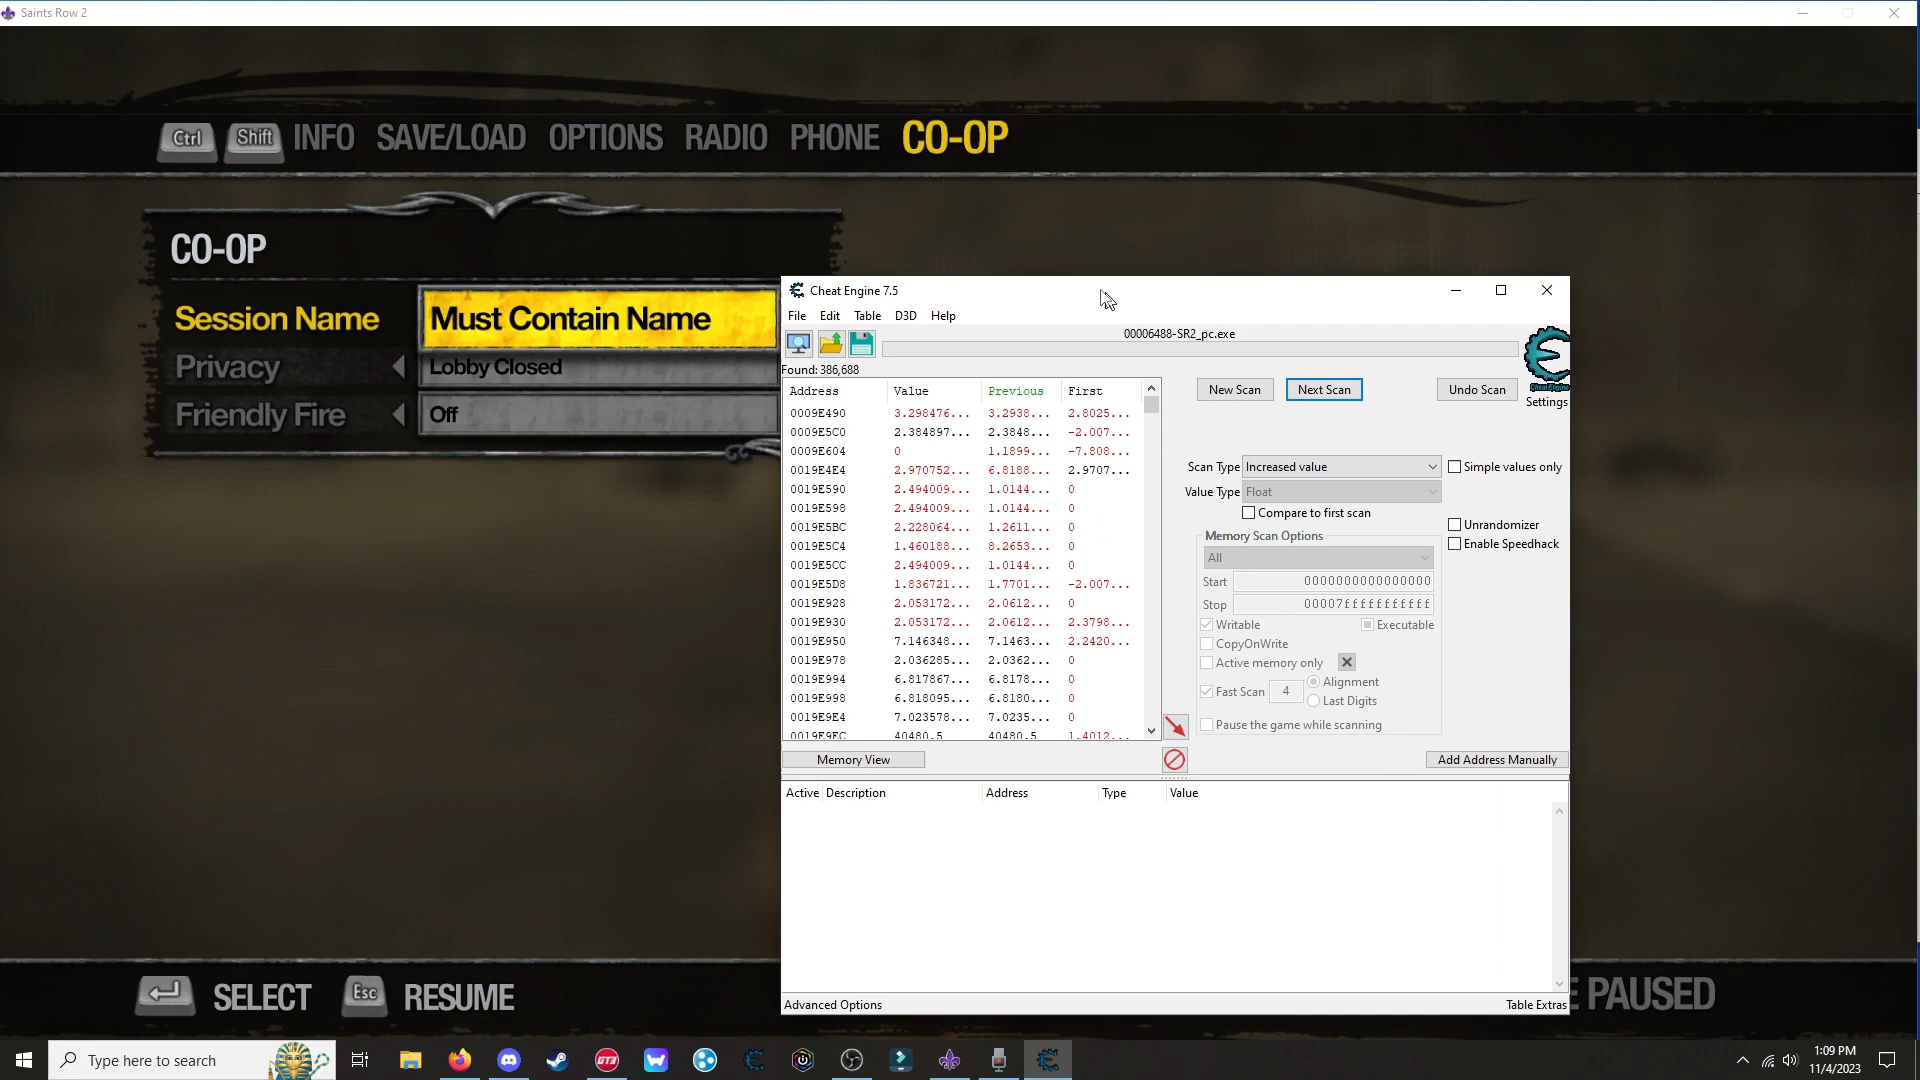 Saints Row 2
Ctrl Shift INFO SAVE/LOAD OPTIONS RADIO PHONE CO-OP
CO-OP
Session Name Must Contain Name
Privacy Lobby Closed
Friendly Fire Off
Cheat Engine 7.5
File Edit Table D3D Help
00006488-SR2_pc.exe
Found: 386,688
Address Value Previous First
0009E490 3.298476... 3.2938... 2.8025...
0009E5C0 2.384897... 2.3848... -2.007...
0009E604 0 1.1899... -7.808...
0019E4E4 2.970752... 6.8188... 2.9707...
0019E590 2.494009... 1.0144... 0
0019E598 2.494009... 1.0144... 0
0019E5BC 2.228064... 1.2611... 0
0019E5C4 1.460188... 8.2653... 0
0019E5CC 2.494009... 1.0144... 0
0019E5D8 1.836721... 1.7701... -2.007...
0019E928 2.053172... 2.0612... 0
0019E930 2.053172... 2.0612... 2.3798...
0019E950 7.146348... 7.1463... 2.2420...
0019E978 2.036285... 2.0362... 0
0019E994 6.817867... 6.8178... 0
0019E998 6.818095... 6.8180... 0
0019E9E4 7.023578... 7.0235... 0
0019E9EC 40480.5 40480.5 1.4012...
New Scan Next Scan Undo Scan
Cheat Engine
Settings
Scan Type Increased value Simple values only
Value Type Float
Compare to first scan
Unrandomizer
Enable Speedhack
Memory Scan Options
All
Start 0000000000000000
Stop 00007fffffffffff
Writable Executable
CopyOnWrite
Active memory only
Fast Scan 4 Alignment
Last Digits
Pause the game while scanning
Memory View Add Address Manually
Active Description Address Type Value
Advanced Options Table Extras
SELECT Esc RESUME E PAUSED
Type here to search
GT3
1:09 PM
11/4/2023